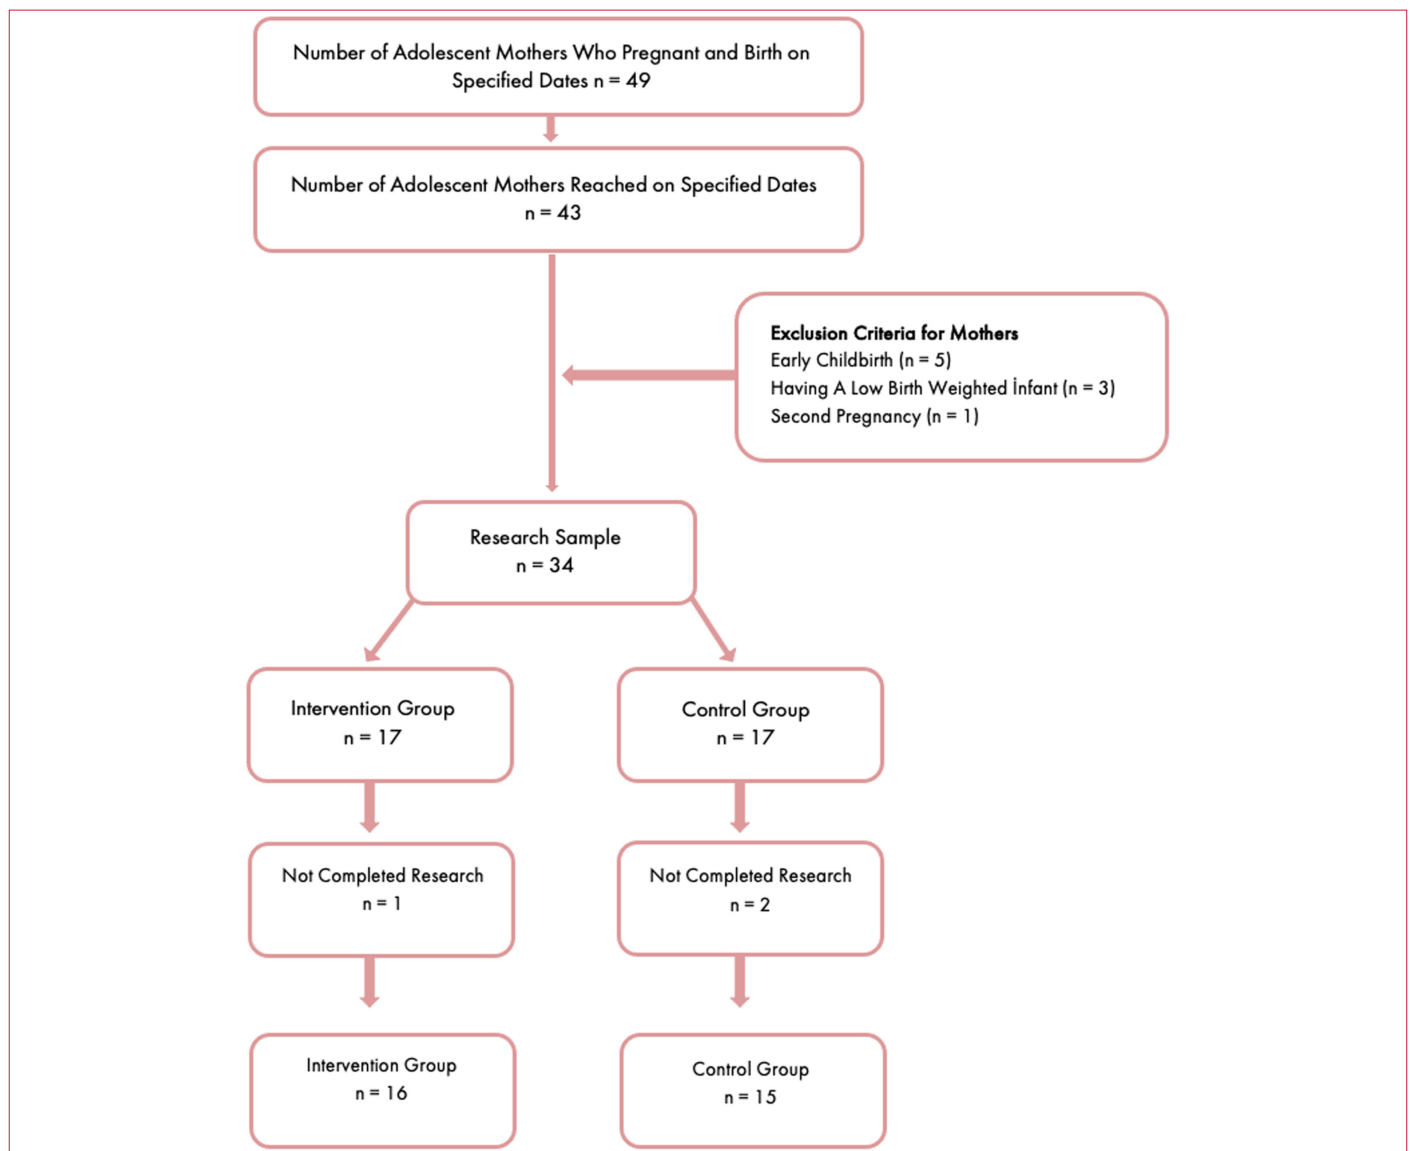 Number of Adolescent Mothers Who Pregnant and Birth on
Specified Dates n = 49
Number of Adolescent Mothers Reached on Specified Dates
n = 43
Exclusion Criteria for Mothers
Early Childbirth (n = 5)
Having A Low Birth Weighted İnfant (n = 3)
Second Pregnancy (n = 1)
Research Sample
n = 34
Intervention Group
n = 17
Control Group
n = 17
Not Completed Research
n = 1
Not Completed Research
n = 2
Intervention Group
n = 16
Control Group
n = 15